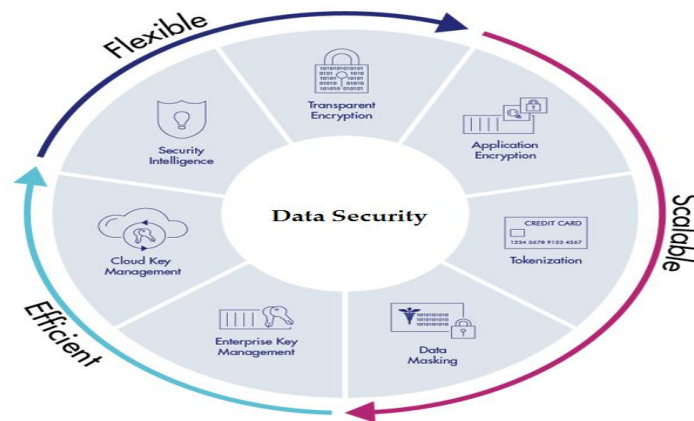 Flexible
Transparent
Encryption
Application
Encryption
Scalable
CREDIT CARD
1234 5678 9123 4567
Tokenization
Data
Masking
Enterprise Key
Management
Efficient
Cloud Key
Management
Security
Intelligence
Data Security